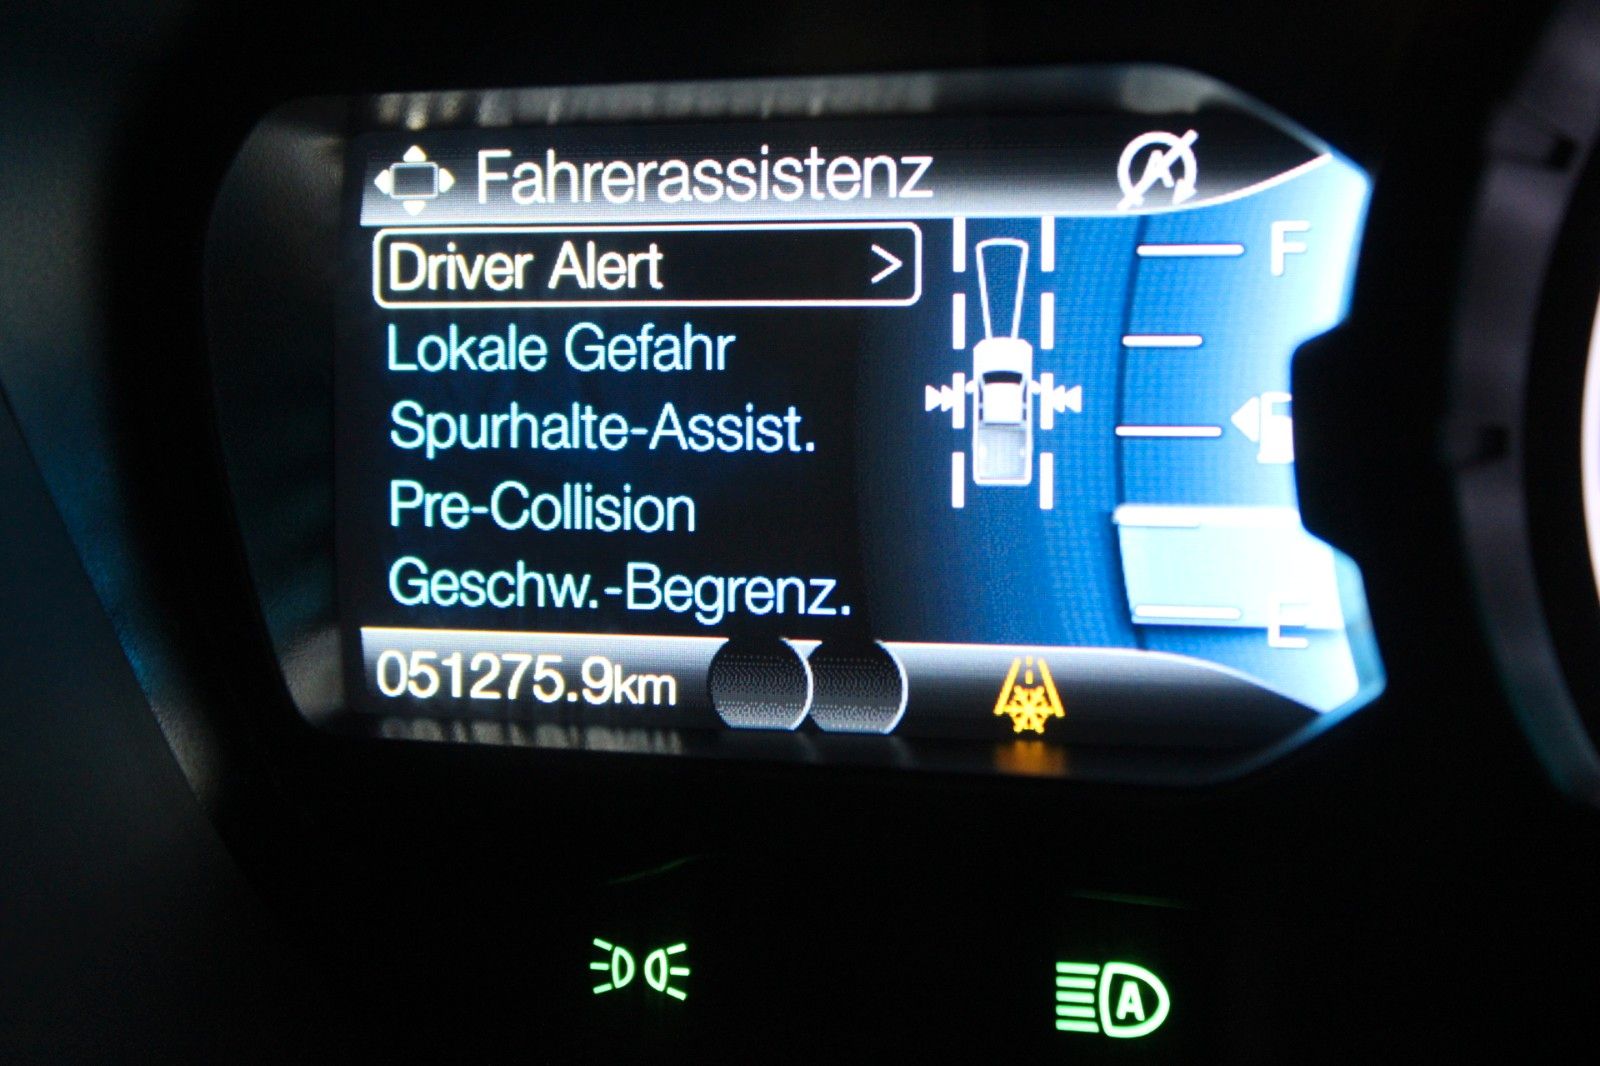 Fahrerassistenz
A
Driver Alert >
F
Lokale Gefahr
Spurhalte-Assist.
Pre-Collision
Geschw.-Begrenz.
E
051275.9km
A